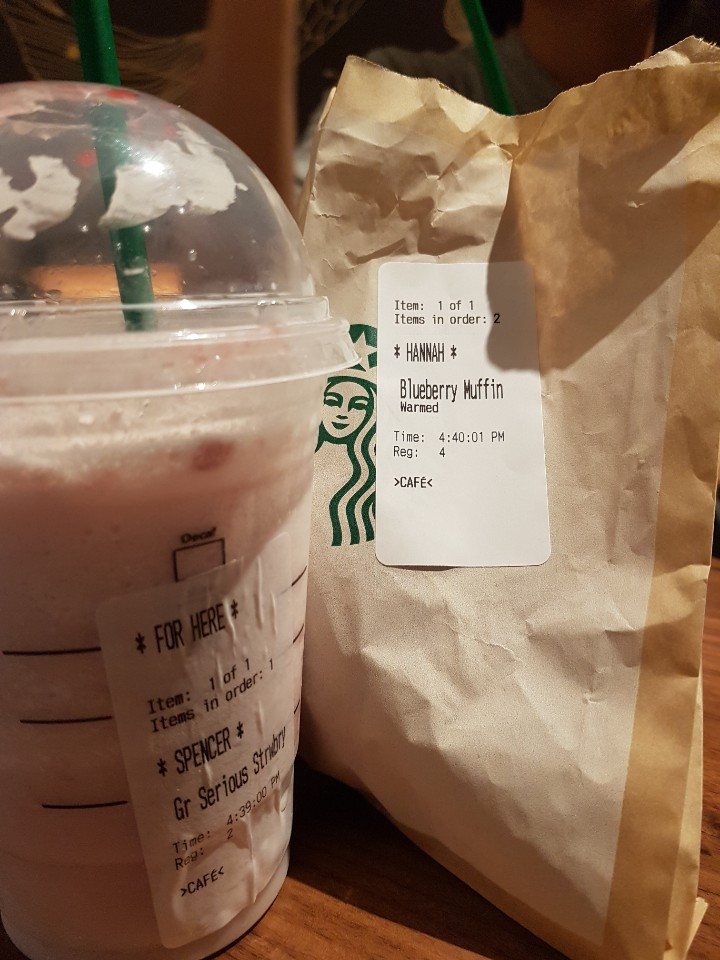 Decaf
* FOR HERE *
Item: 1 of 1
Items in order: 1
* SPENCER *
Gr Serious Strwbry
Time: 4:39:00 PM
Reg: 2
>CAFÉ<
Item: 1 of 1
Items in order: 2
* HANNAH *
Blueberry Muffin
Warmed
Time: 4:40:01 PM
Reg: 4
>CAFÉ<